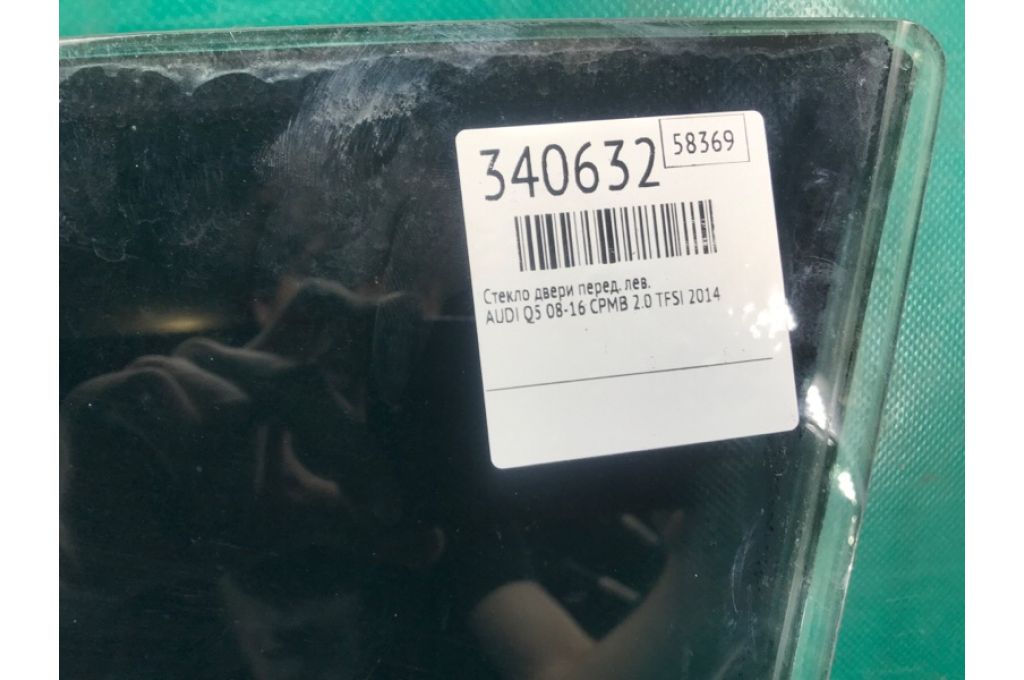 340632
58369
Стекло двери перед. лев.
AUDI Q5 08-16 CPMB 2.0 TFSI 2014